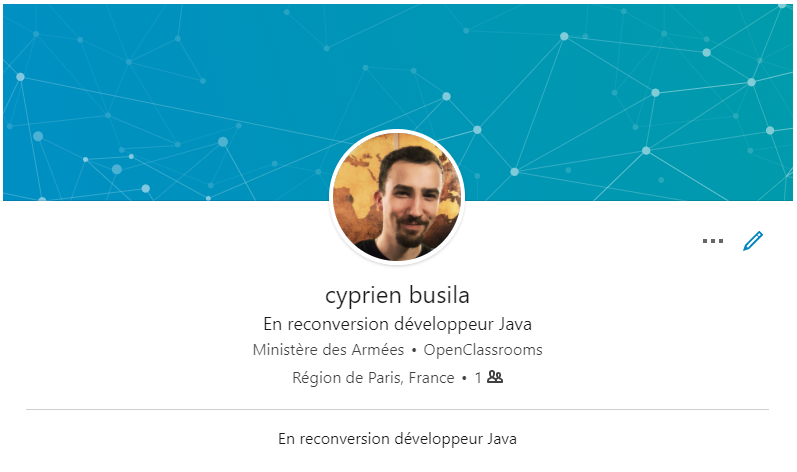 cyprien busila
En reconversion développeur Java
Ministère des Armées • OpenClassrooms
Région de Paris, France • 1
En reconversion développeur Java